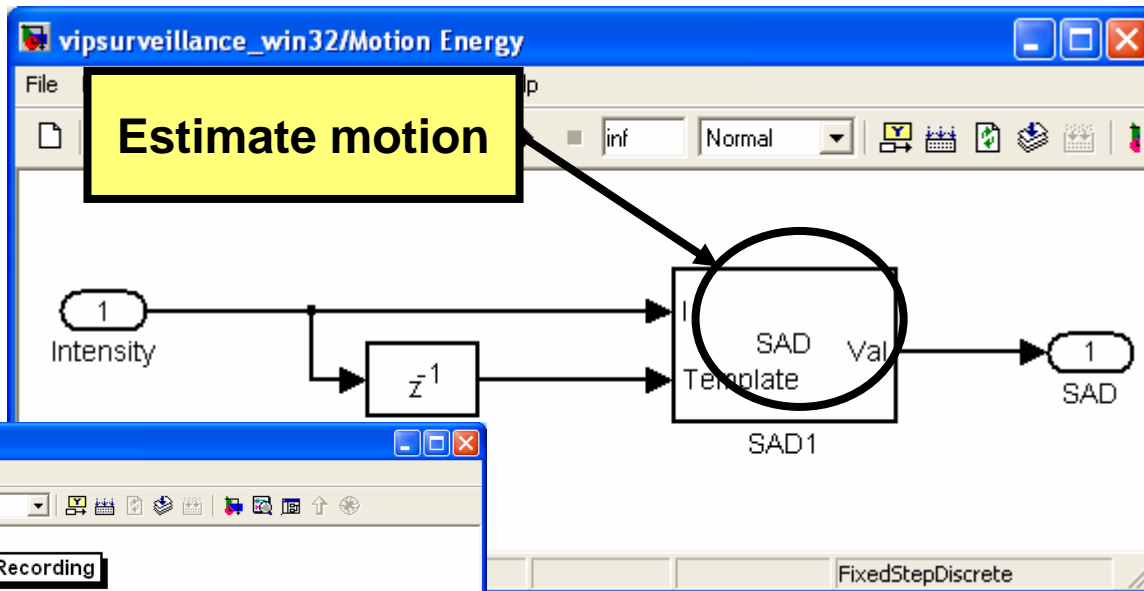 vipsurveillance_win32/Motion Energy
File
lp
Estimate motion
inf
Normal
1
Intensity
z-1
I
Template
SAD
Val
SAD1
1
SAD
Recording
FixedStepDiscrete